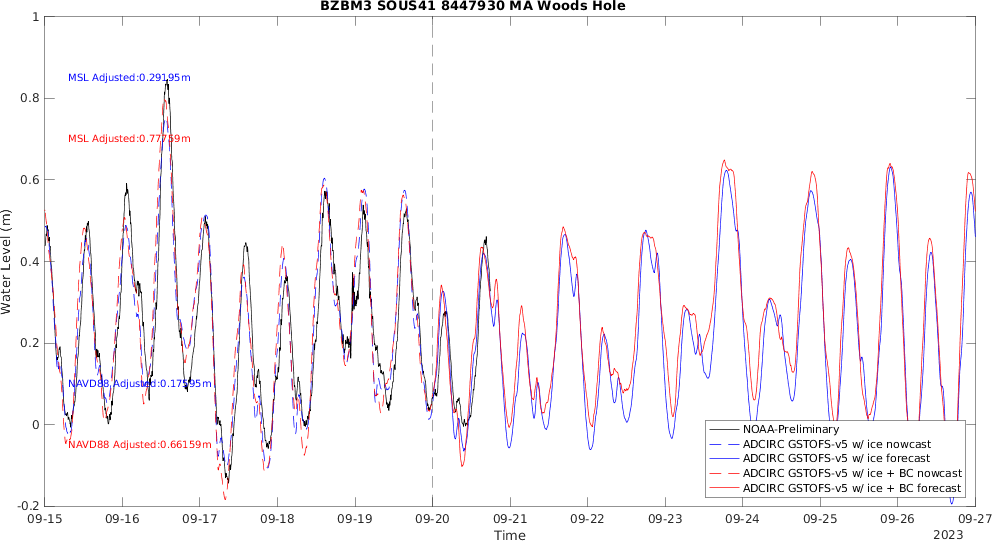 BZBM3 SOUS41 8447930 MA Woods Hole
Water Level (m)
1
0.8
0.6
0.4
0.2
0
-0.2
MSL Adjusted:0.29195m
MSL Adjusted:0.77759m
NAVD88 Adjusted:0.17595m
NAVD88 Adjusted:0.66159m
NOAA-Preliminary
ADCIRC GSTOFS-v5 w/ ice nowcast
ADCIRC GSTOFS-v5 w/ ice forecast
ADCIRC GSTOFS-v5 w/ ice + BC nowcast
ADCIRC GSTOFS-v5 w/ ice + BC forecast
09-15 09-16 09-17 09-18 09-19 09-20 09-21 09-22 09-23 09-24 09-25 09-26 09-27
Time
2023